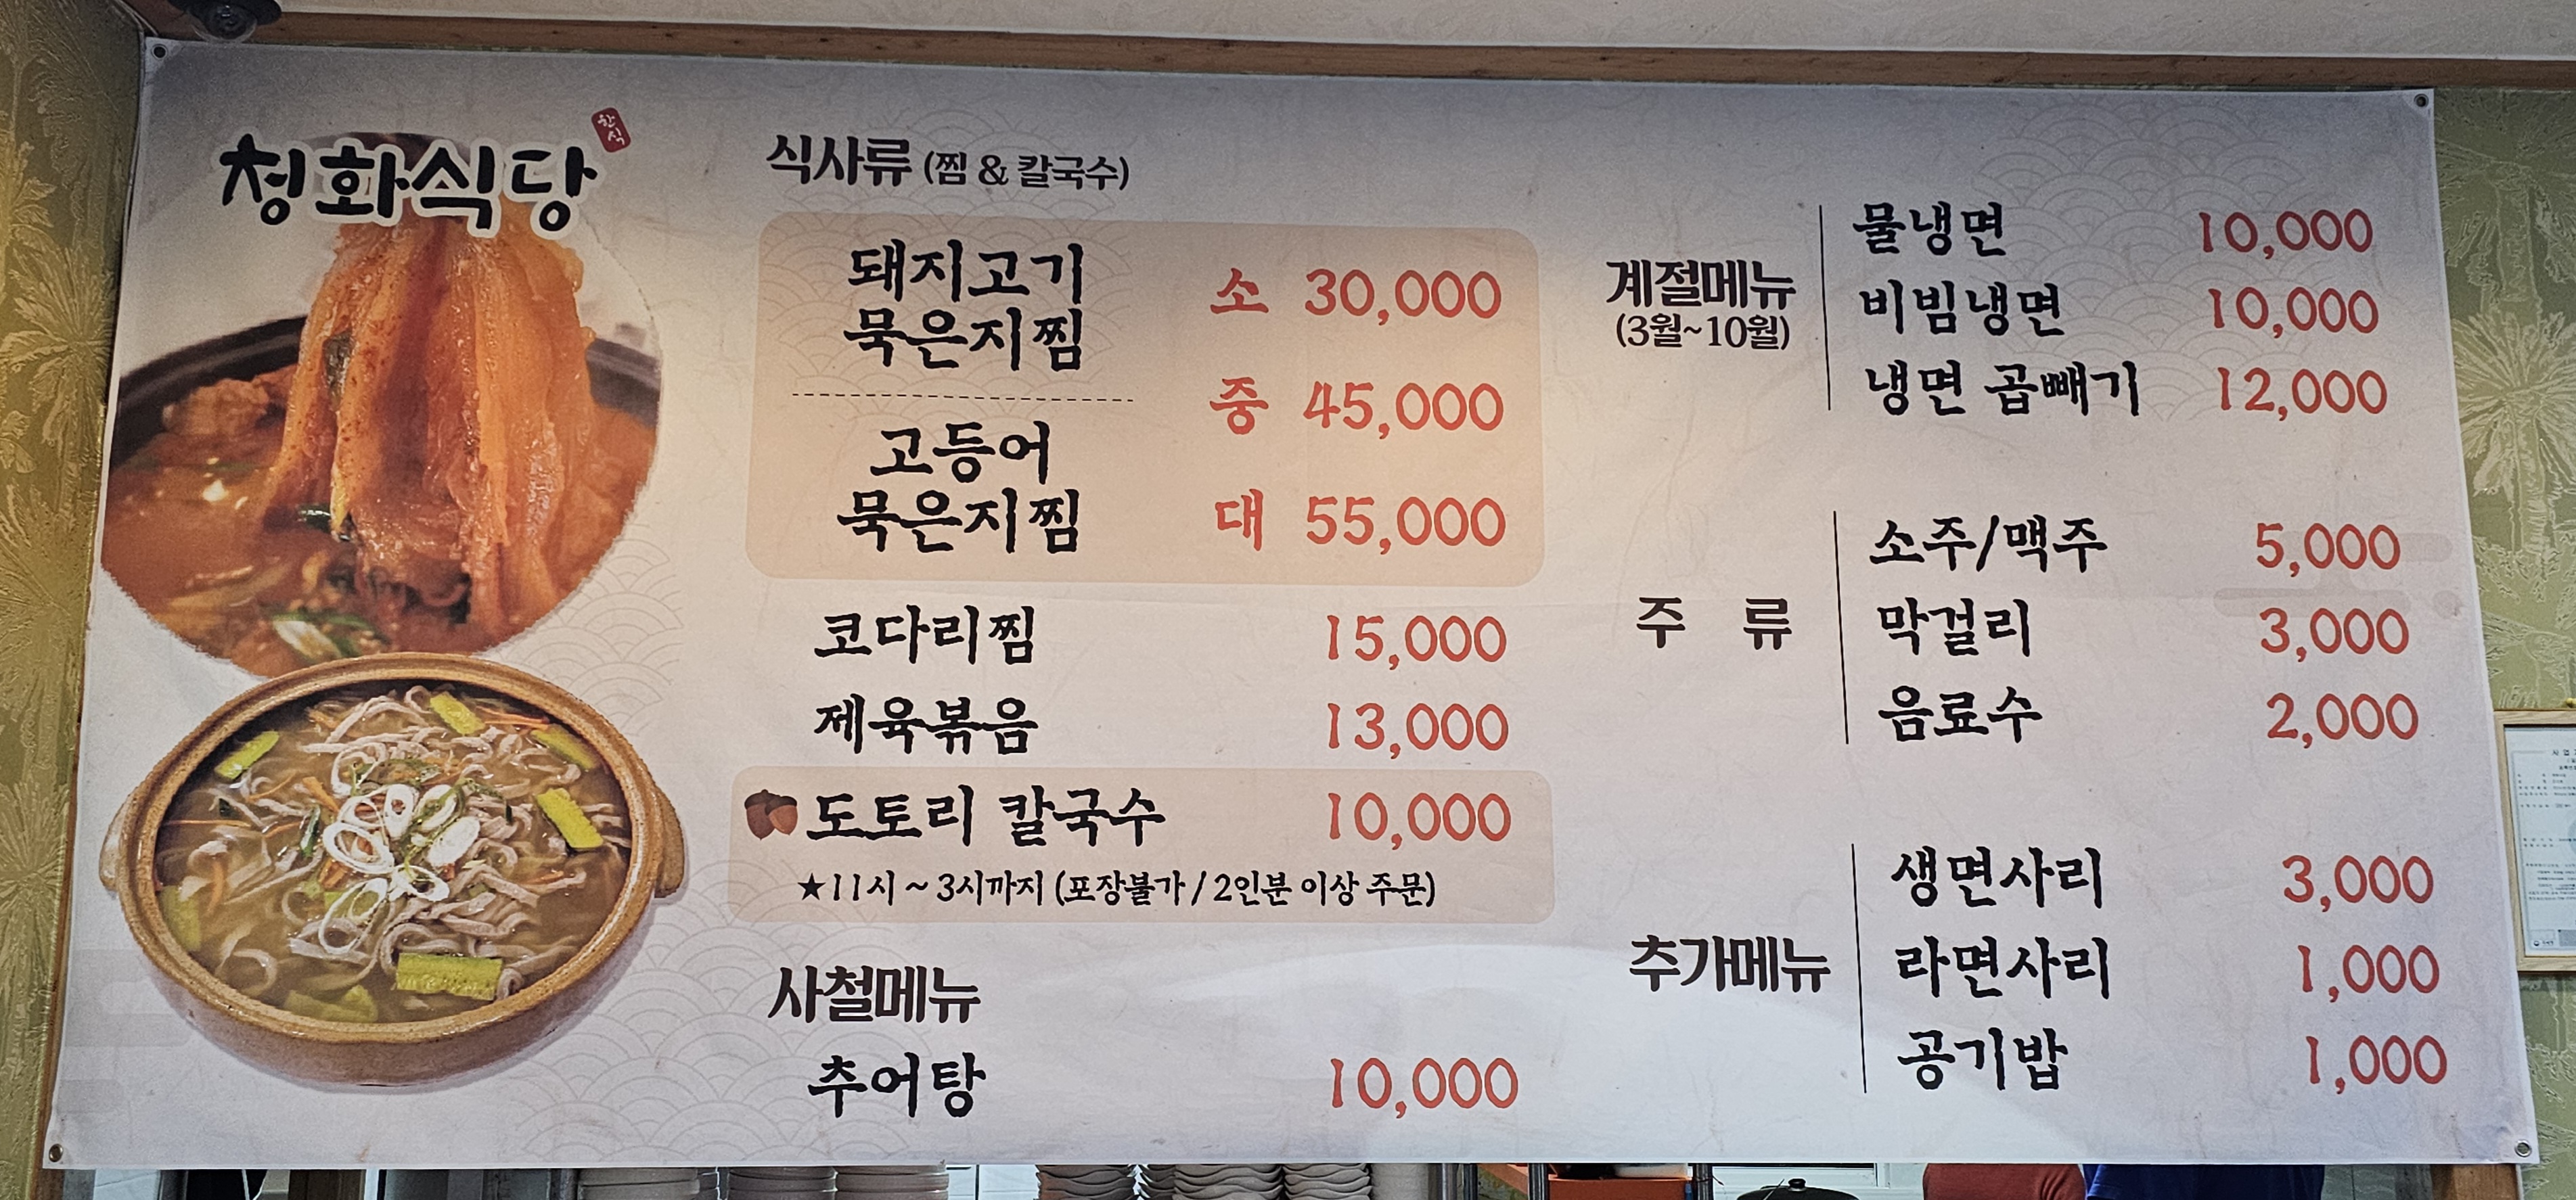 청화식당
한식
식사류 (찜 & 칼국수)
돼지고기
묵은지찜
고등어
묵은지찜
소 30,000
중 45,000
대 55,000
코다리찜 15,000
제육볶음 13,000
도토리 칼국수 10,000
★11시 ~ 3시까지 (포장불가 / 2인분 이상 주문)
사철메뉴
추어탕 10,000
계절메뉴
(3월~10월)
물냉면 10,000
비빔냉면 10,000
냉면 곱빼기 12,000
주 류
소주/맥주 5,000
막걸리 3,000
음료수 2,000
추가메뉴
생면사리 3,000
라면사리 1,000
공기밥 1,000